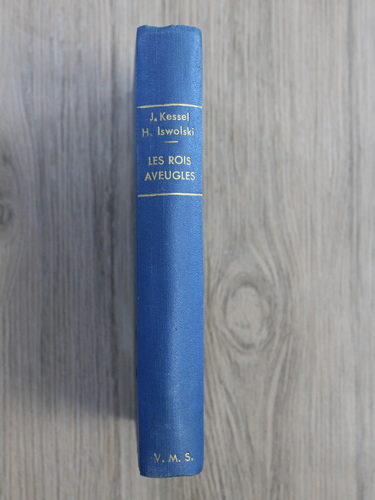 J. Kessel
H. Iswolski
LES ROIS
AVEUGLES
V. M. S.